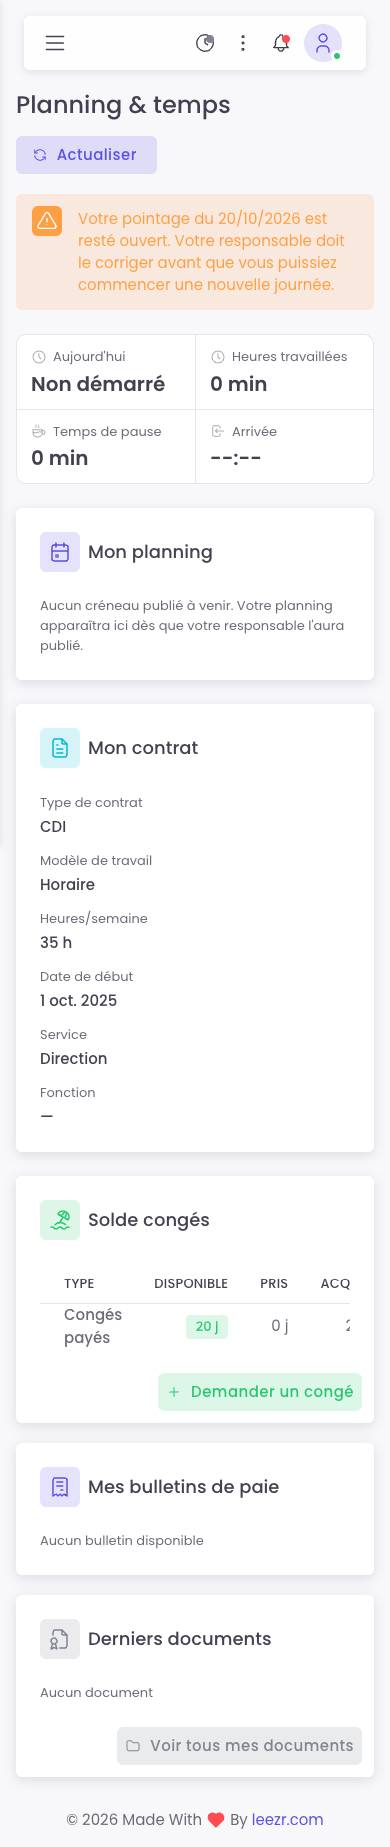 Planning & temps
Actualiser
Votre pointage du 20/10/2026 est
resté ouvert. Votre responsable doit
le corriger avant que vous puissiez
commencer une nouvelle journée.
Aujourd'hui
Non démarré
Heures travaillées
0 min
Temps de pause
0 min
Arrivée
--:--
Mon planning
Aucun créneau publié à venir. Votre planning
apparaîtra ici dès que votre responsable l'aura
publié.
Mon contrat
Type de contrat
CDI
Modèle de travail
Horaire
Heures/semaine
35 h
Date de début
1 oct. 2025
Service
Direction
Fonction
—
Solde congés
TYPE DISPONIBLE PRIS ACQ
Congés
payés
20 j 0 j
Demander un congé
Mes bulletins de paie
Aucun bulletin disponible
Derniers documents
Aucun document
Voir tous mes documents
© 2026 Made With By leezr.com